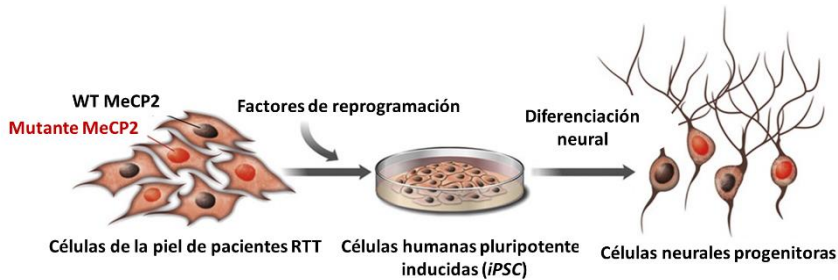 WT MeCP2
Mutante MeCP2
Factores de reprogramación
Diferenciación
neural
Células de la piel de pacientes RTT
Células humanas pluripotente
inducidas (iPSC)
Células neurales progenitoras